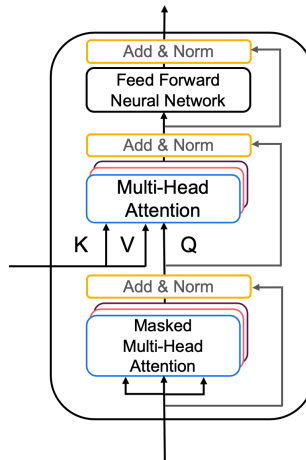 Add & Norm
Feed Forward
Neural Network
Add & Norm
Multi-Head
Attention
K V Q
Add & Norm
Masked
Multi-Head
Attention